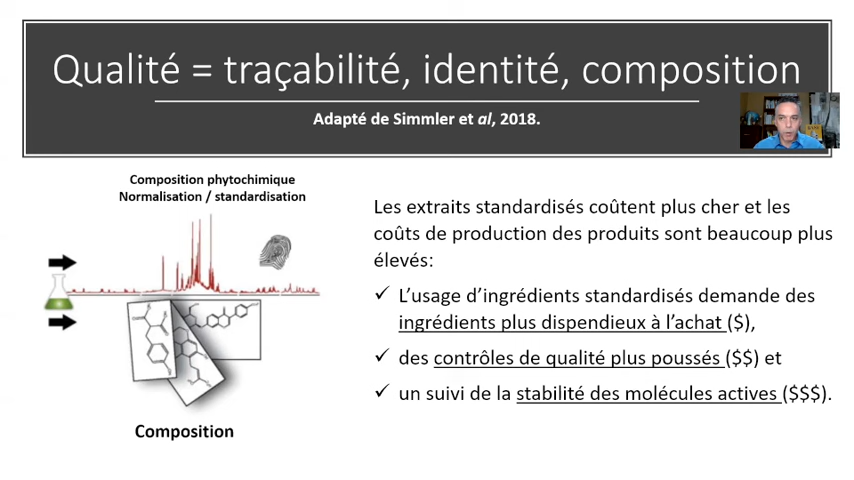 Qualité = traçabilité, identité, composition
Adapté de Simmler et al, 2018.
Composition phytochimique
Normalisation / standardisation
Les extraits standardisés coûtent plus cher et les
coûts de production des produits sont beaucoup plus
élevés:
✓ L’usage d’ingrédients standardisés demande des
ingrédients plus dispendieux à l’achat ($),
✓ des contrôles de qualité plus poussés ($$) et
✓ un suivi de la stabilité des molécules actives ($$$).
Composition